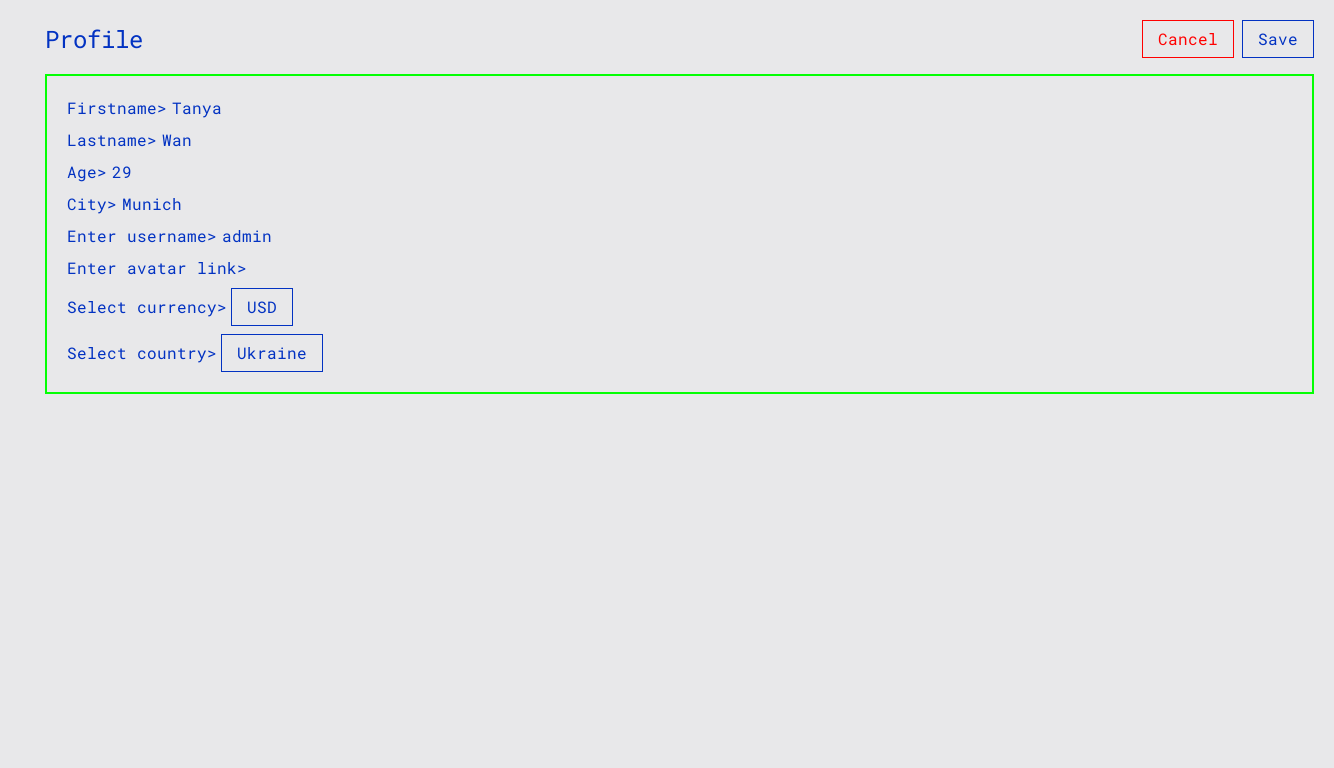 Profile
Cancel
Save
Firstname> Tanya
Lastname> Wan
Age> 29
City> Munich
Enter username> admin
Enter avatar link>
Select currency> USD
Select country> Ukraine